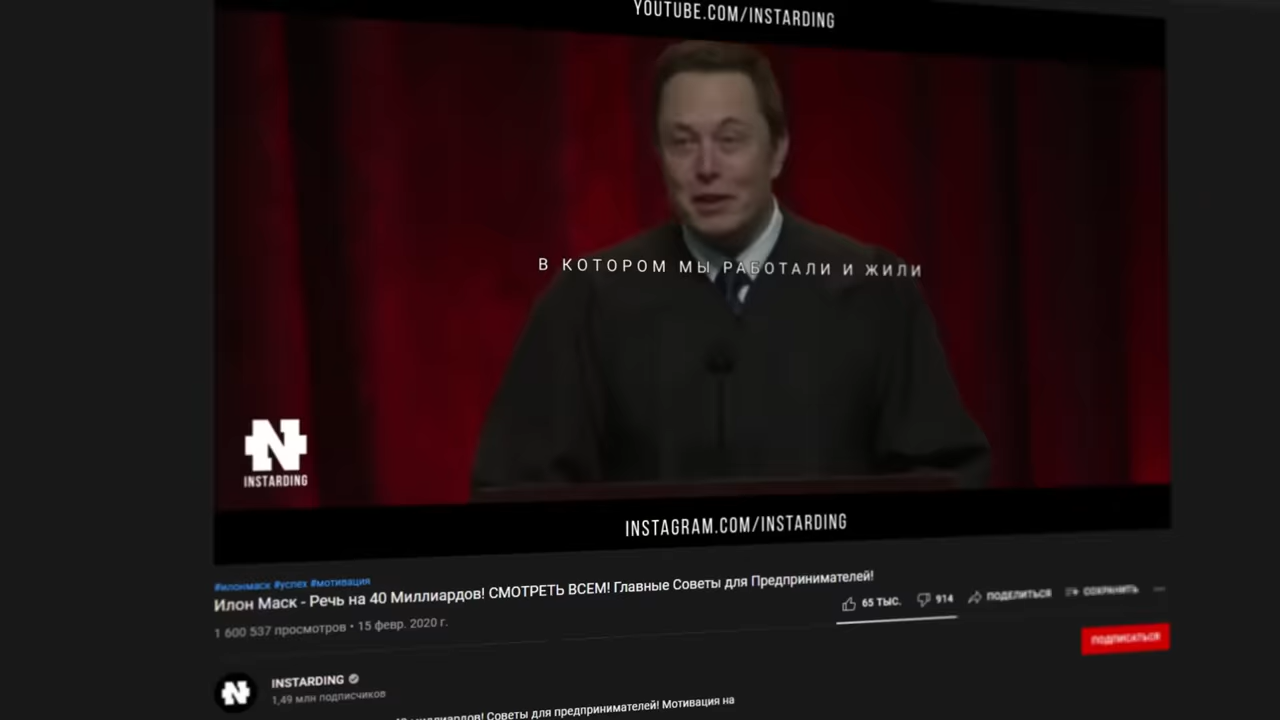 YOUTUBE.COM/INSTARDING
В КОТОРОМ МЫ РАБОТАЛИ И ЖИЛИ
N
INSTARDING
INSTAGRAM.COM/INSTARDING
#илонмаск #успех #мотивация
Илон Маск - Речь на 40 Миллиардов! СМОТРЕТЬ ВСЕМ! Главные Советы для Предпринимателей!
1 600 537 просмотров • 15 февр. 2020 г.
65 ТЫС. 914 ПОДЕЛИТЬСЯ СОХРАНИТЬ
ПОДПИСАТЬСЯ
N
INSTARDING
1,49 млн подписчиков
40 миллиардов! Советы для предпринимателей! Мотивация на